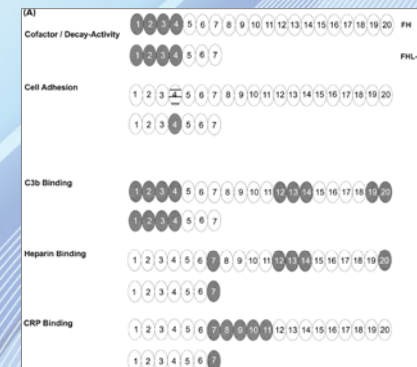 (A)
Cofactor / Decay-Activity
1 2 3 4 5 6 7 8 9 10 11 12 13 14 15 16 17 18 19 20 FH
1 2 3 4 5 6 7 FHL-
Cell Adhesion
1 2 3 4 5 6 7 8 9 10 11 12 13 14 15 16 17 18 19 20
1 2 3 4 5 6 7
C3b Binding
1 2 3 4 5 6 7 8 9 10 11 12 13 14 15 16 17 18 19 20
1 2 3 4 5 6 7
Heparin Binding
1 2 3 4 5 6 7 8 9 10 11 12 13 14 15 16 17 18 19 20
1 2 3 4 5 6 7
CRP Binding
1 2 3 4 5 6 7 8 9 10 11 12 13 14 15 16 17 18 19 20
1 2 3 4 5 6 7